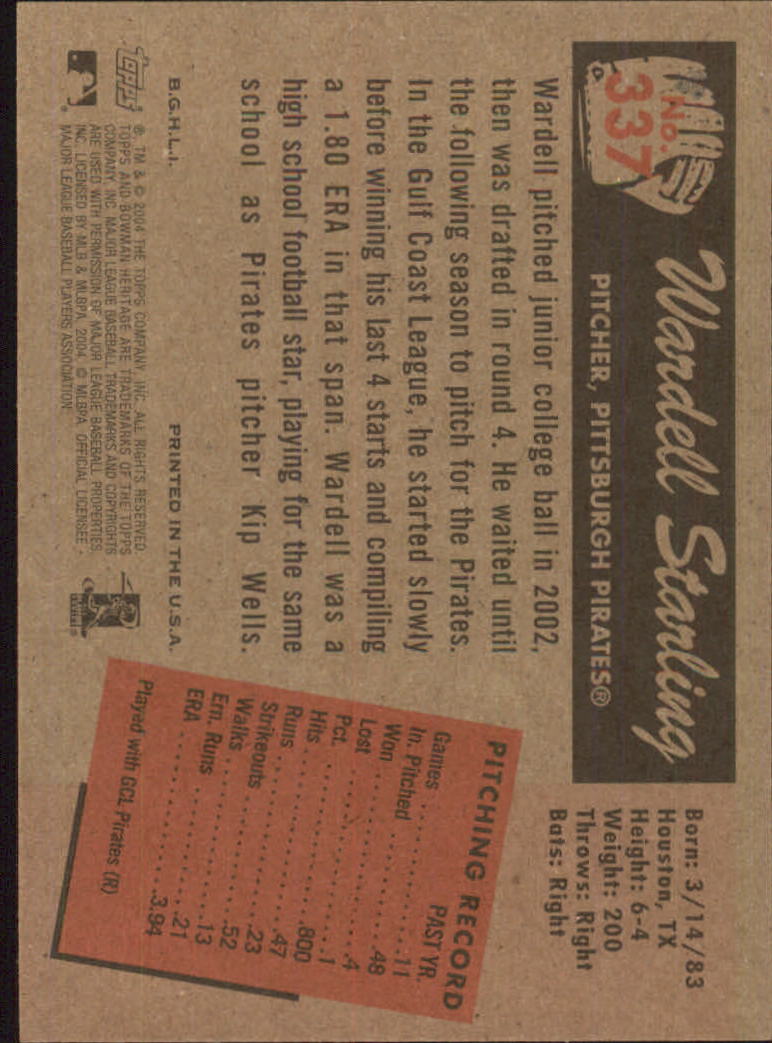 No.
337
Wardell Starling
PITCHER, PITTSBURGH PIRATES®
Born: 3/14/83
Houston, TX
Height: 6-4
Weight: 200
Throws: Right
Bats: Right
Wardell pitched junior college ball in 2002,
then was drafted in round 4. He waited until
the following season to pitch for the Pirates.
In the Gulf Coast League, he started slowly
before winning his last 4 starts and compiling
a 1.80 ERA in that span. Wardell was a
high school football star, playing for the same
school as Pirates pitcher Kip Wells.
PITCHING RECORD
PAST YR.
Games..............11
In. Pitched..............48
Won..............4
Lost..............1
Pct..............800
Hits..............47
Runs..............23
Strikeouts..............52
Walks..............13
Ern. Runs..............21
ERA..............3.94
Played with GCL Pirates (R)
B.G.H.L.I. PRINTED IN THE U.S.A.
Topps
®, TM & © 2004 THE TOPPS COMPANY, INC. ALL RIGHTS RESERVED.
TOPPS AND BOWMAN HERITAGE ARE TRADEMARKS OF THE TOPPS
COMPANY, INC. MAJOR LEAGUE BASEBALL TRADEMARKS AND COPYRIGHTS
ARE USED WITH PERMISSION OF MAJOR LEAGUE BASEBALL PROPERTIES,
INC. LICENSED BY MLB & MLBPA 2004. © MLBPA OFFICIAL LICENSEE -
MAJOR LEAGUE BASEBALL PLAYERS ASSOCIATION.